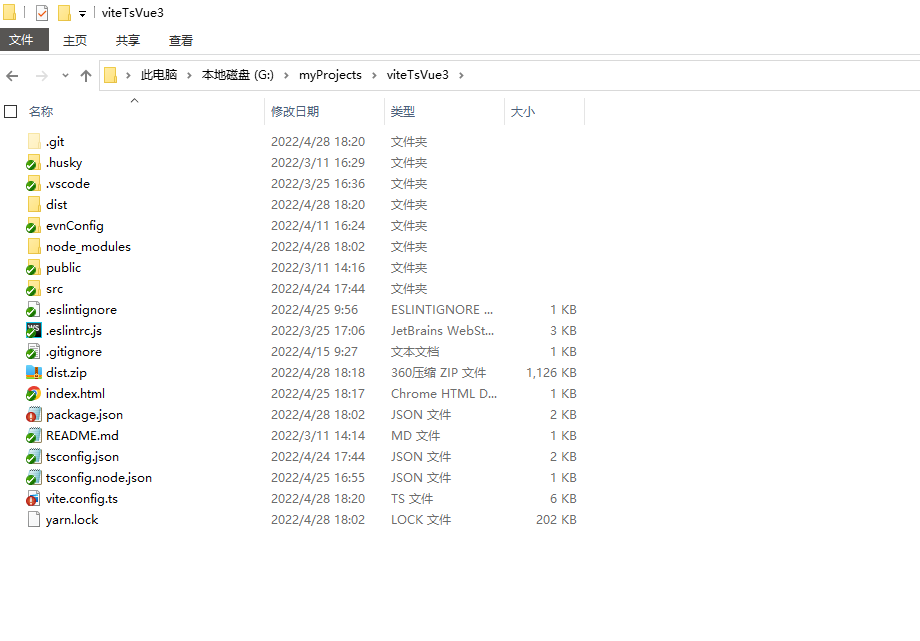 viteTsVue3
文件 主页 共享 查看
此电脑 本地磁盘 (G:) myProjects viteTsVue3
名称 修改日期 类型 大小
.git 2022/4/28 18:20 文件夹
.husky 2022/3/11 16:29 文件夹
.vscode 2022/3/25 16:36 文件夹
dist 2022/4/28 18:20 文件夹
evnConfig 2022/4/11 16:24 文件夹
node_modules 2022/4/28 18:02 文件夹
public 2022/3/11 14:16 文件夹
src 2022/4/24 17:44 文件夹
.eslintignore 2022/4/25 9:56 ESLINTIGNORE ... 1 KB
.eslintrc.js 2022/3/25 17:06 JetBrains WebSt... 3 KB
.gitignore 2022/4/15 9:27 文本文档 1 KB
dist.zip 2022/4/28 18:18 360压缩 ZIP 文件 1,126 KB
index.html 2022/4/25 18:17 Chrome HTML D... 1 KB
package.json 2022/4/28 18:02 JSON 文件 2 KB
README.md 2022/3/11 14:14 MD 文件 1 KB
tsconfig.json 2022/4/24 17:44 JSON 文件 2 KB
tsconfig.node.json 2022/4/25 16:55 JSON 文件 1 KB
vite.config.ts 2022/4/28 18:20 TS 文件 6 KB
yarn.lock 2022/4/28 18:02 LOCK 文件 202 KB